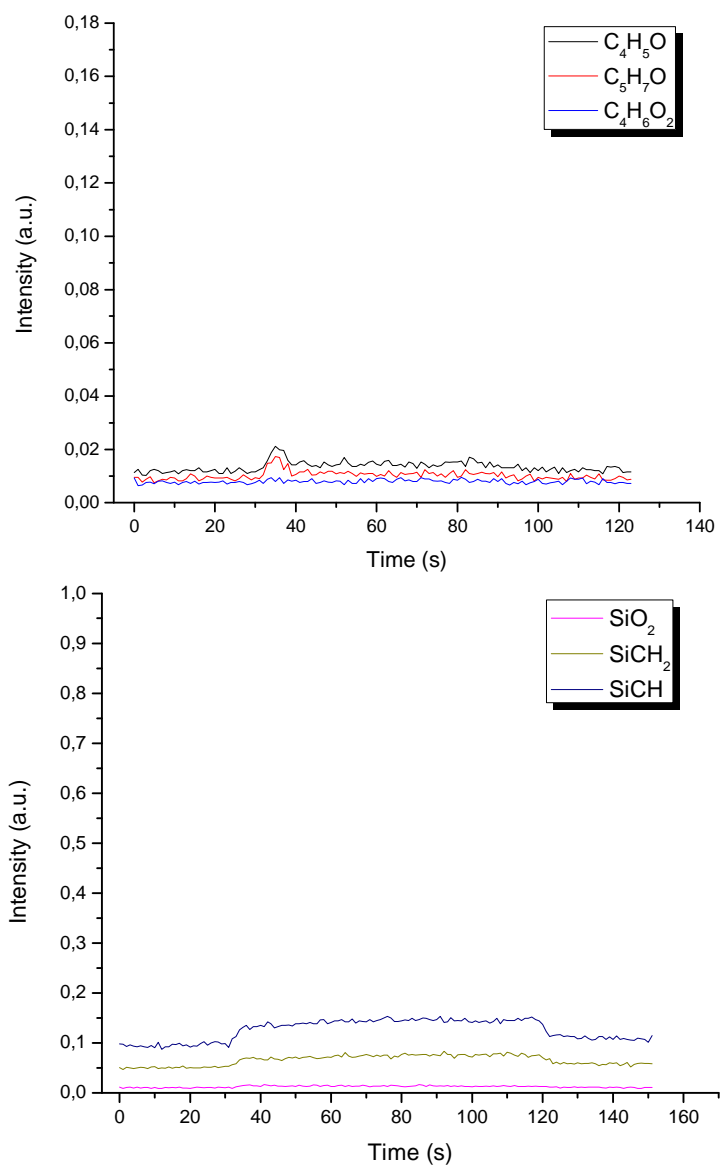 0,18
0,16
0,14
0,12
0,10
0,08
0,06
0,04
0,02
0,00
Intensity (a.u.)
C₄H₅O
C₅H₇O
C₄H₆O₂
0 20 40 60 80 100 120 140
Time (s)
1,0
0,9
0,8
0,7
0,6
0,5
0,4
0,3
0,2
0,1
0,0
Intensity (a.u.)
SiO₂
SiCH₂
SiCH
0 20 40 60 80 100 120 140 160
Time (s)